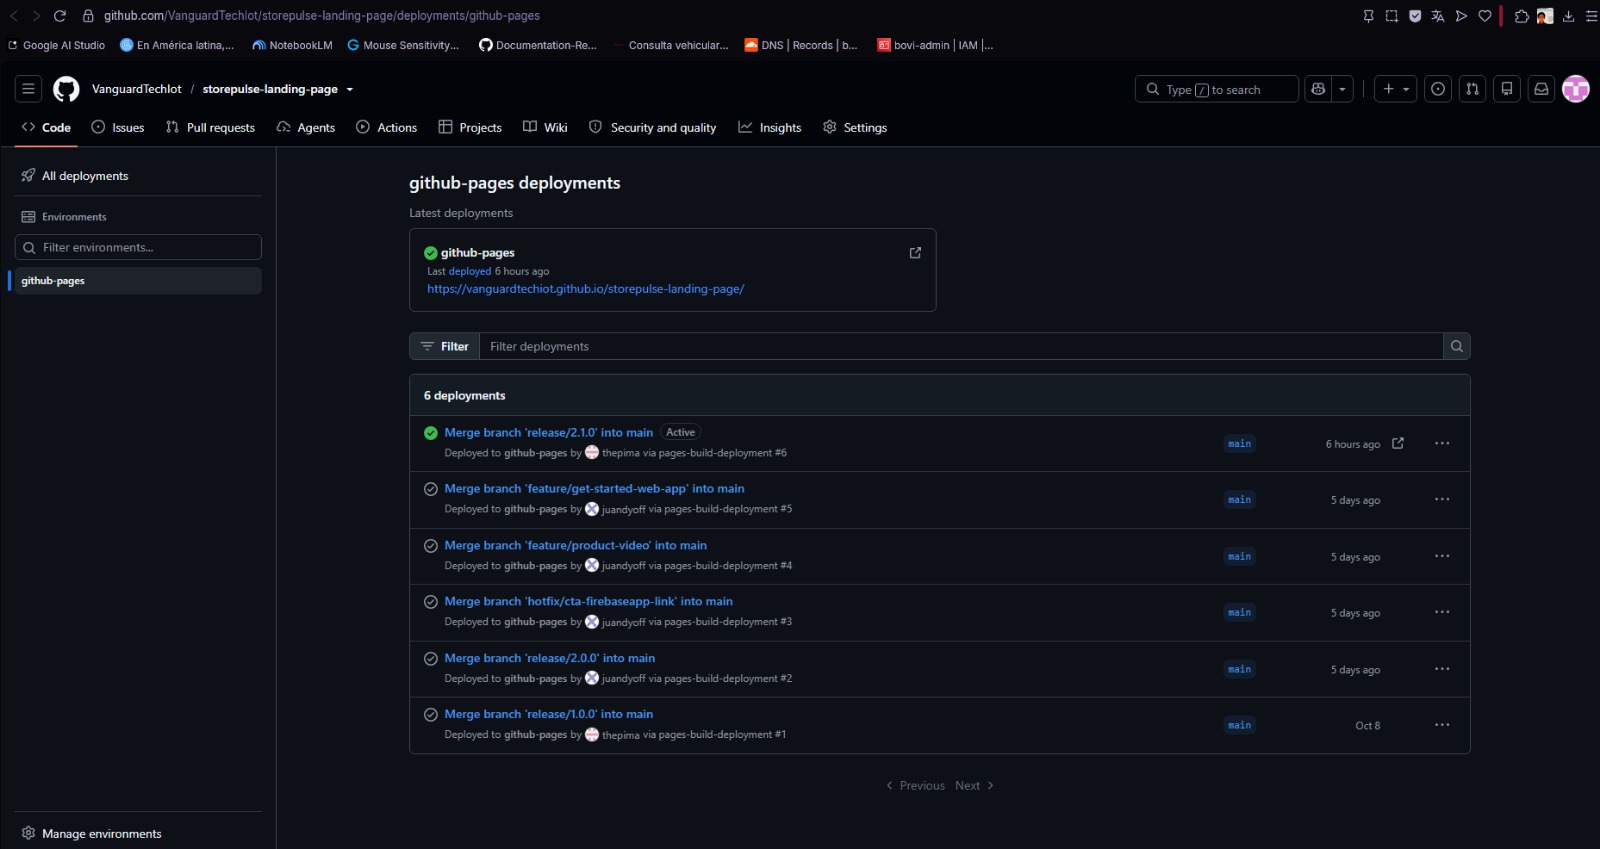 github.com/VanguardTechIot/storepulse-landing-page/deployments/github-pages
Google AI Studio
En América latina,...
NotebookLM
Mouse Sensitivity...
Documentation-Re...
Consulta vehicular...
DNS | Records | b...
bovi-admin | IAM |...
VanguardTechIot / storepulse-landing-page
Type / to search
Code
Issues
Pull requests
Agents
Actions
Projects
Wiki
Security and quality
Insights
Settings
All deployments
Environments
Filter environments...
github-pages
Manage environments
github-pages deployments
Latest deployments
github-pages
Last deployed 6 hours ago
https://vanguardtechiot.github.io/storepulse-landing-page/
Filter
Filter deployments
6 deployments
Merge branch 'release/2.1.0' into main Active
Deployed to github-pages by thepima via pages-build-deployment #6
main
6 hours ago
Merge branch 'feature/get-started-web-app' into main
Deployed to github-pages by juandyoff via pages-build-deployment #5
main
5 days ago
Merge branch 'feature/product-video' into main
Deployed to github-pages by juandyoff via pages-build-deployment #4
main
5 days ago
Merge branch 'hotfix/cta-firebaseapp-link' into main
Deployed to github-pages by juandyoff via pages-build-deployment #3
main
5 days ago
Merge branch 'release/2.0.0' into main
Deployed to github-pages by juandyoff via pages-build-deployment #2
main
5 days ago
Merge branch 'release/1.0.0' into main
Deployed to github-pages by thepima via pages-build-deployment #1
main
Oct 8
Previous Next